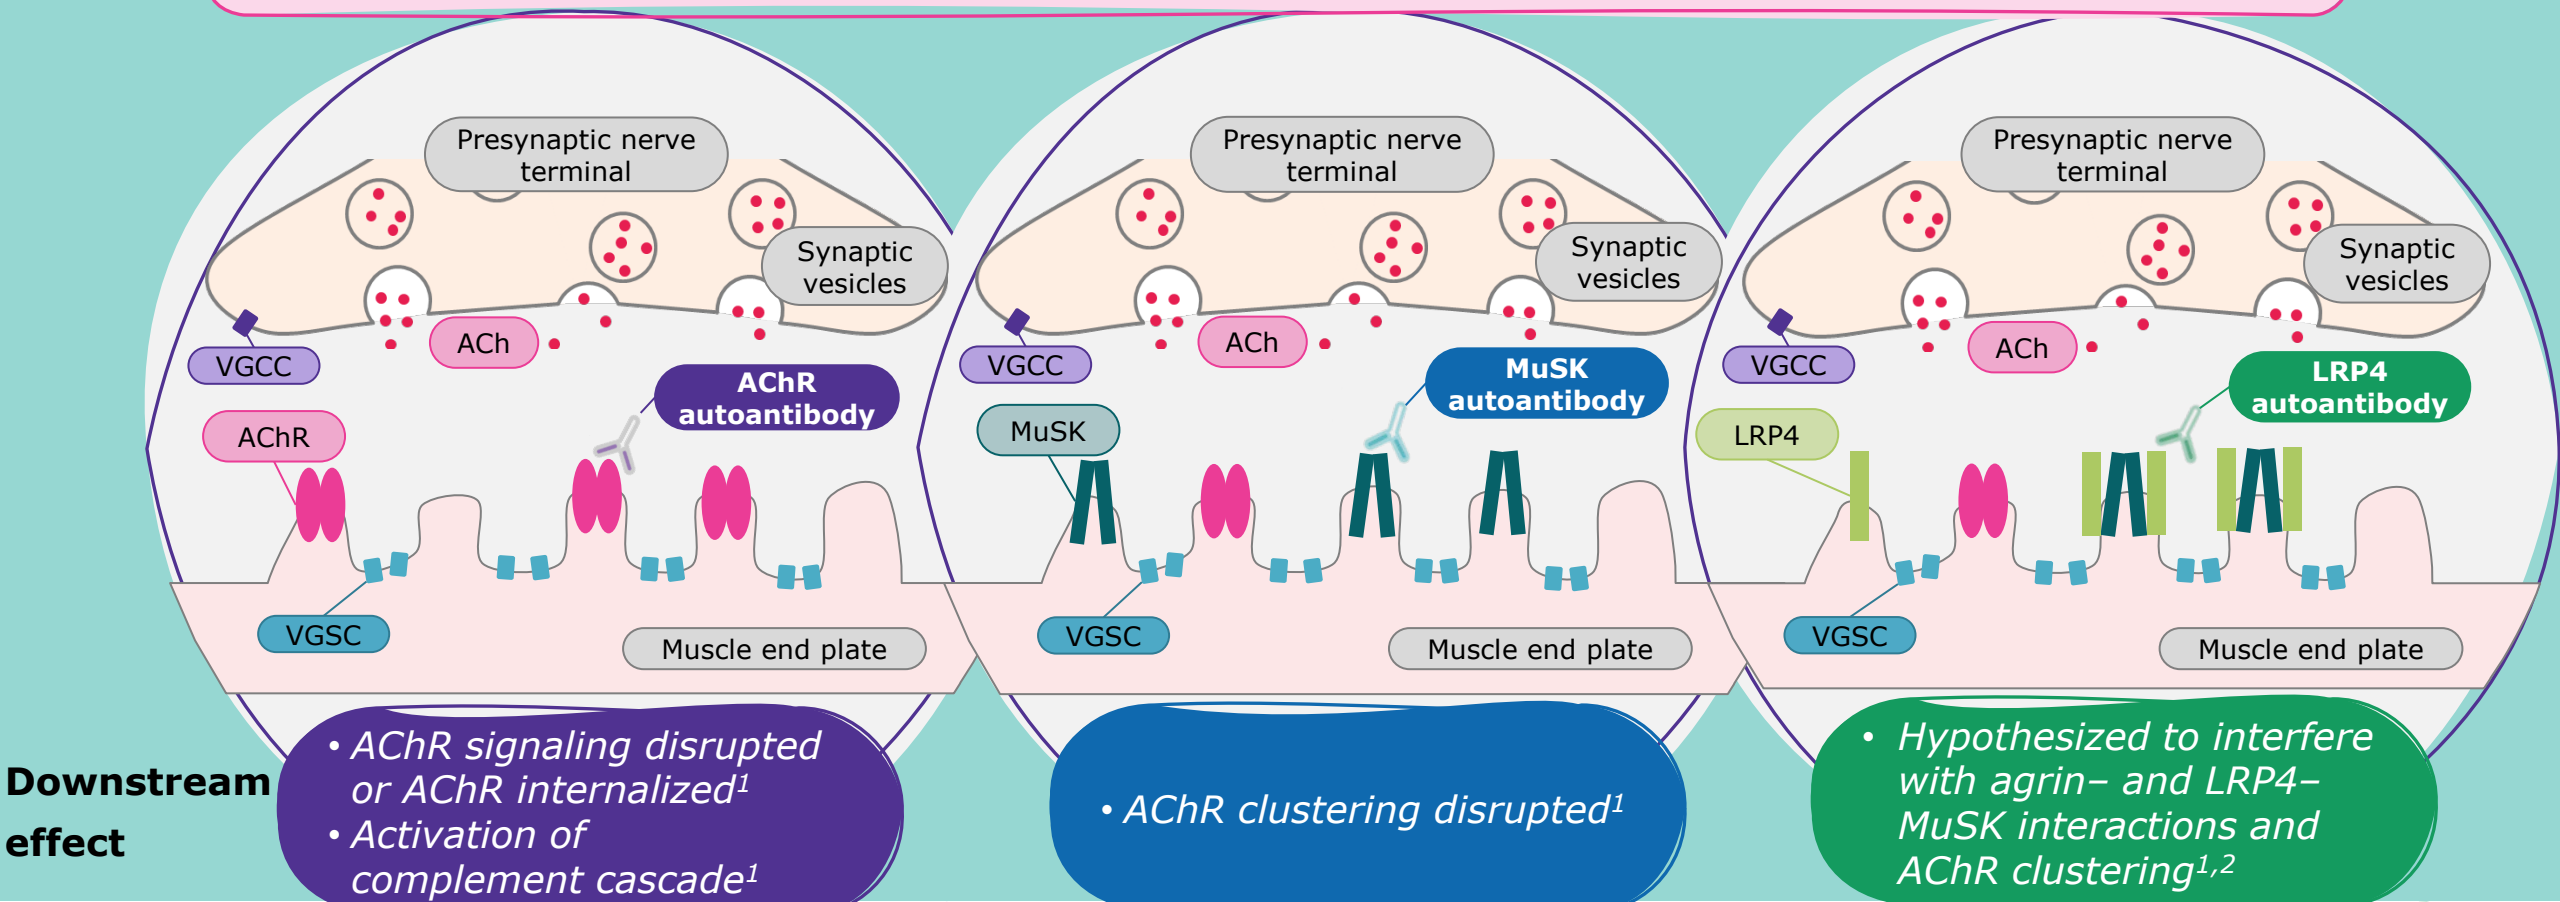 Presynaptic nerve
terminal
Synaptic
vesicles
VGCC
ACh
AChR
autoantibody
AChR
VGSC
Muscle end plate
Presynaptic nerve
terminal
Synaptic
vesicles
VGCC
ACh
MuSK
autoantibody
MuSK
VGSC
Muscle end plate
Presynaptic nerve
terminal
Synaptic
vesicles
VGCC
ACh
LRP4
autoantibody
LRP4
VGSC
Muscle end plate
Downstream
effect
• AChR signaling disrupted
or AChR internalized¹
• Activation of
complement cascade¹
• AChR clustering disrupted¹
• Hypothesized to interfere
with agrin– and LRP4–
MuSK interactions and
AChR clustering¹,²